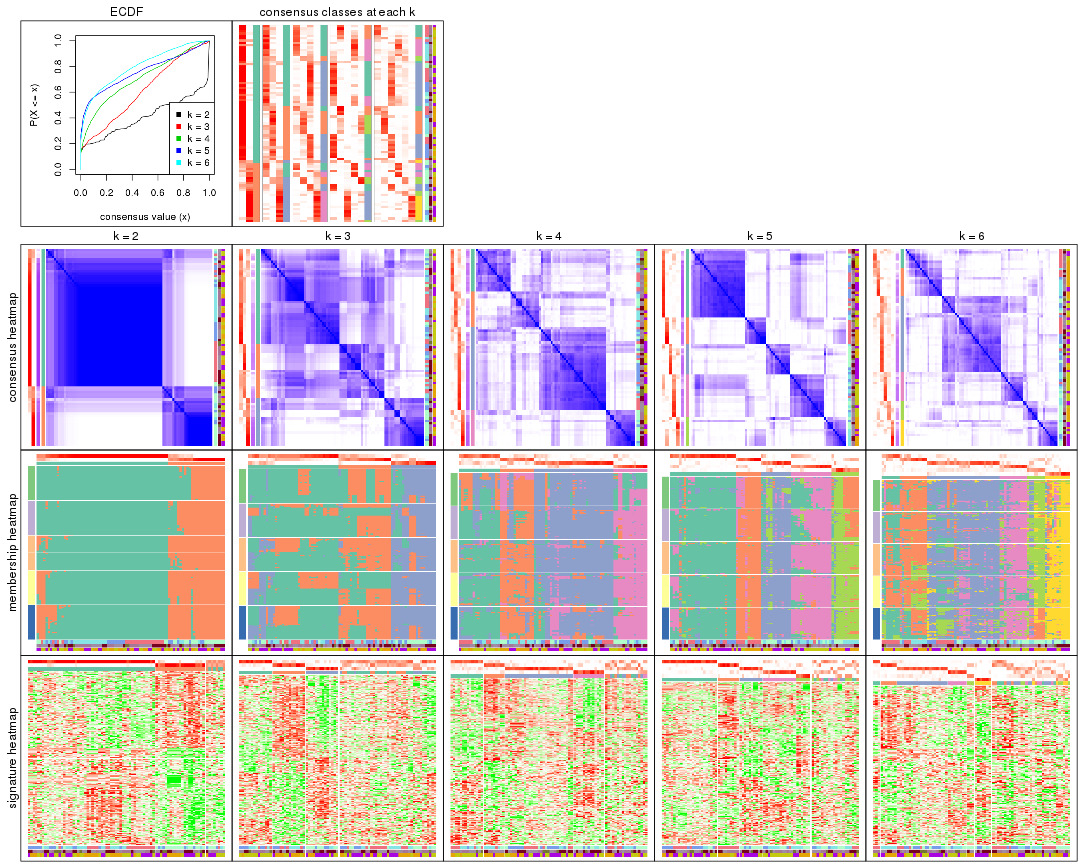 ECDF
consensus classes at each k
P(X <= x)
0.0 0.2 0.4 0.6 0.8 1.0
k = 2
k = 3
k = 4
k = 5
k = 6
0.0 0.2 0.4 0.6 0.8 1.0
consensus value (x)
k = 2
k = 3
k = 4
k = 5
k = 6
consensus heatmap
membership heatmap
signature heatmap